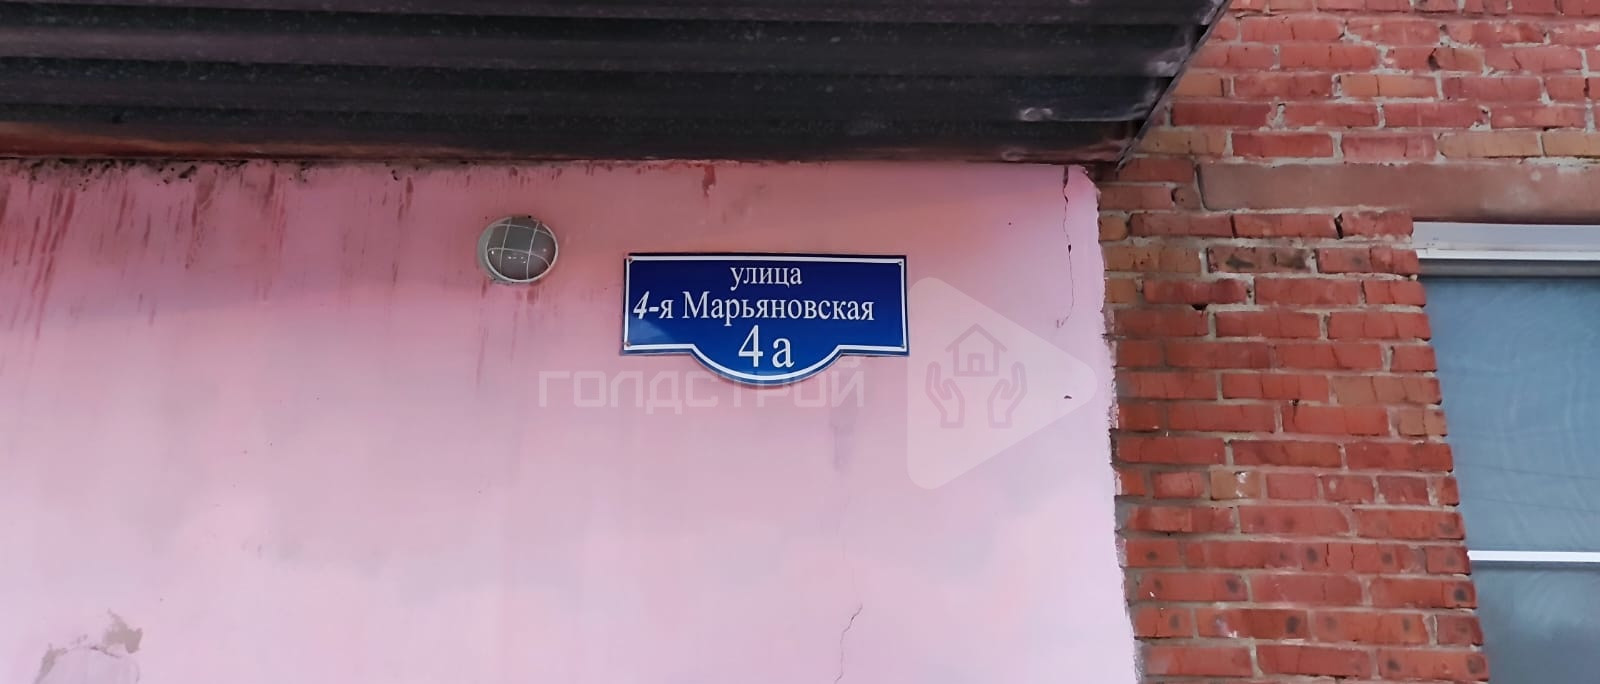 улица
4-я Марьяновская
4а
ГОЛДСТРОЙ